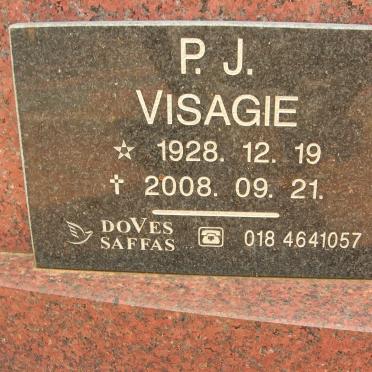 P. J.
VISAGIE
☆ 1928. 12. 19
† 2008. 09. 21.
DOVES
SAFFAS
☎ 018 4641057